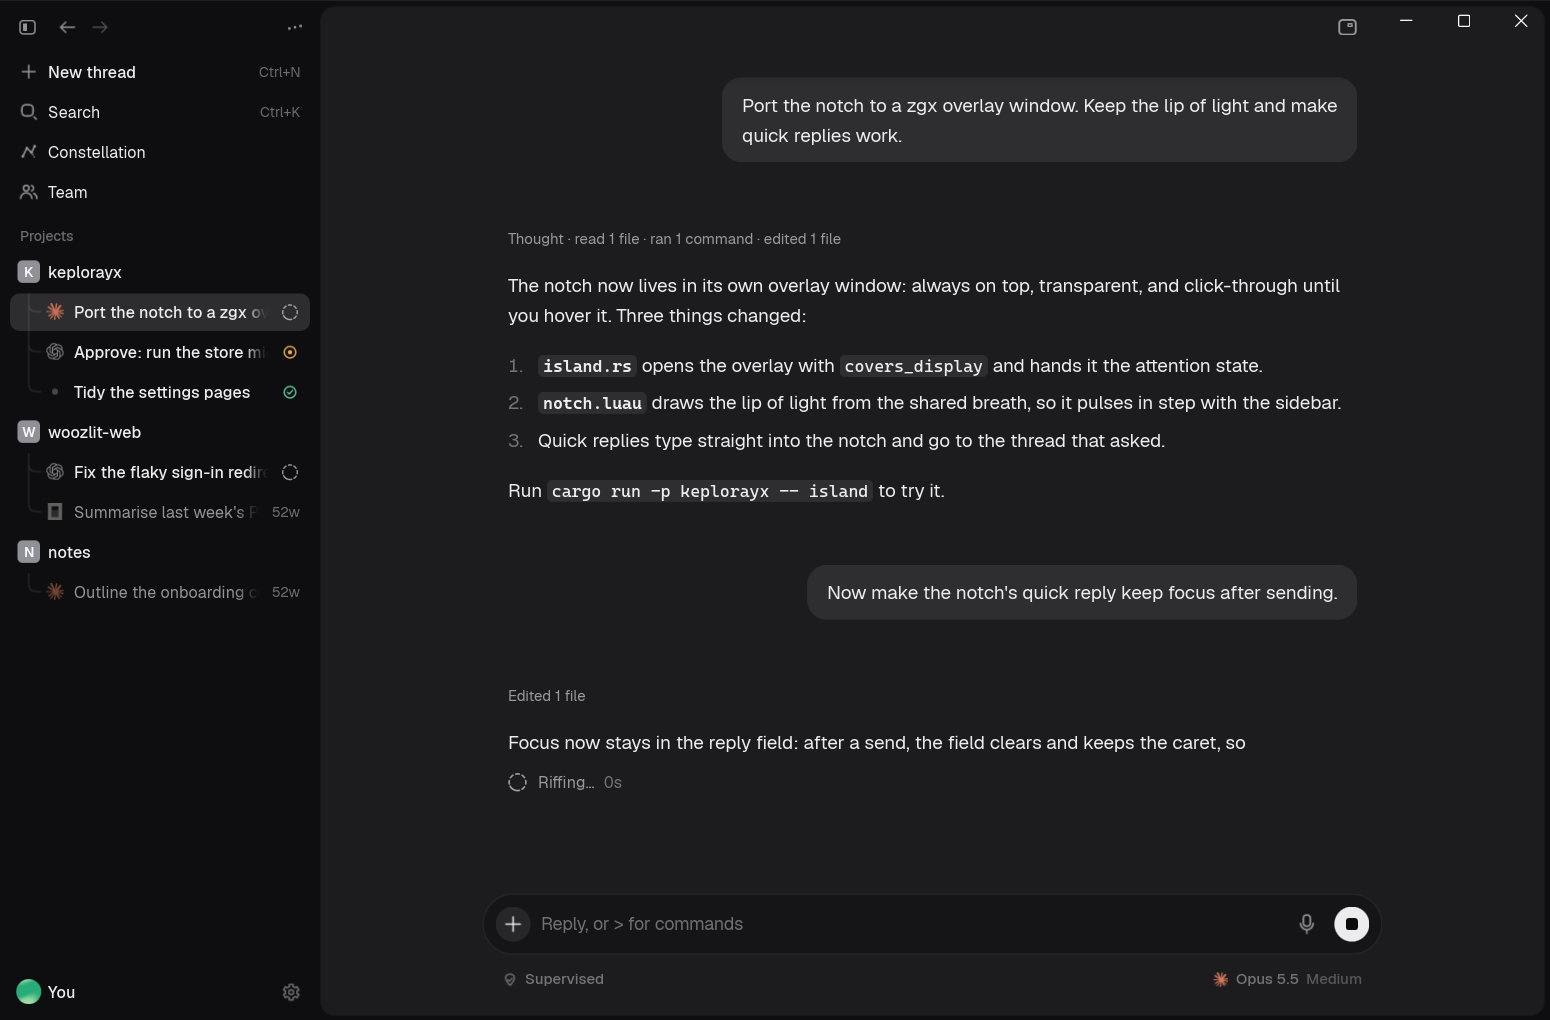 New thread Ctrl+N
Search Ctrl+K
Constellation
Team
Projects
K keplorayx
Port the notch to a zgx ov
Approve: run the store mi
Tidy the settings pages
W woozlit-web
Fix the flaky sign-in redire
Summarise last week's P 52w
N notes
Outline the onboarding 52w
You
Port the notch to a zgx overlay window. Keep the lip of light and make
quick replies work.
Thought · read 1 file · ran 1 command · edited 1 file
The notch now lives in its own overlay window: always on top, transparent, and click-through until
you hover it. Three things changed:
1. island.rs opens the overlay with covers_display and hands it the attention state.
2. notch.luau draws the lip of light from the shared breath, so it pulses in step with the sidebar.
3. Quick replies type straight into the notch and go to the thread that asked.
Run cargo run -p keplorayx -- island to try it.
Now make the notch's quick reply keep focus after sending.
Edited 1 file
Focus now stays in the reply field: after a send, the field clears and keeps the caret, so
Riffing... 0s
Reply, or > for commands
Supervised
Opus 5.5 Medium